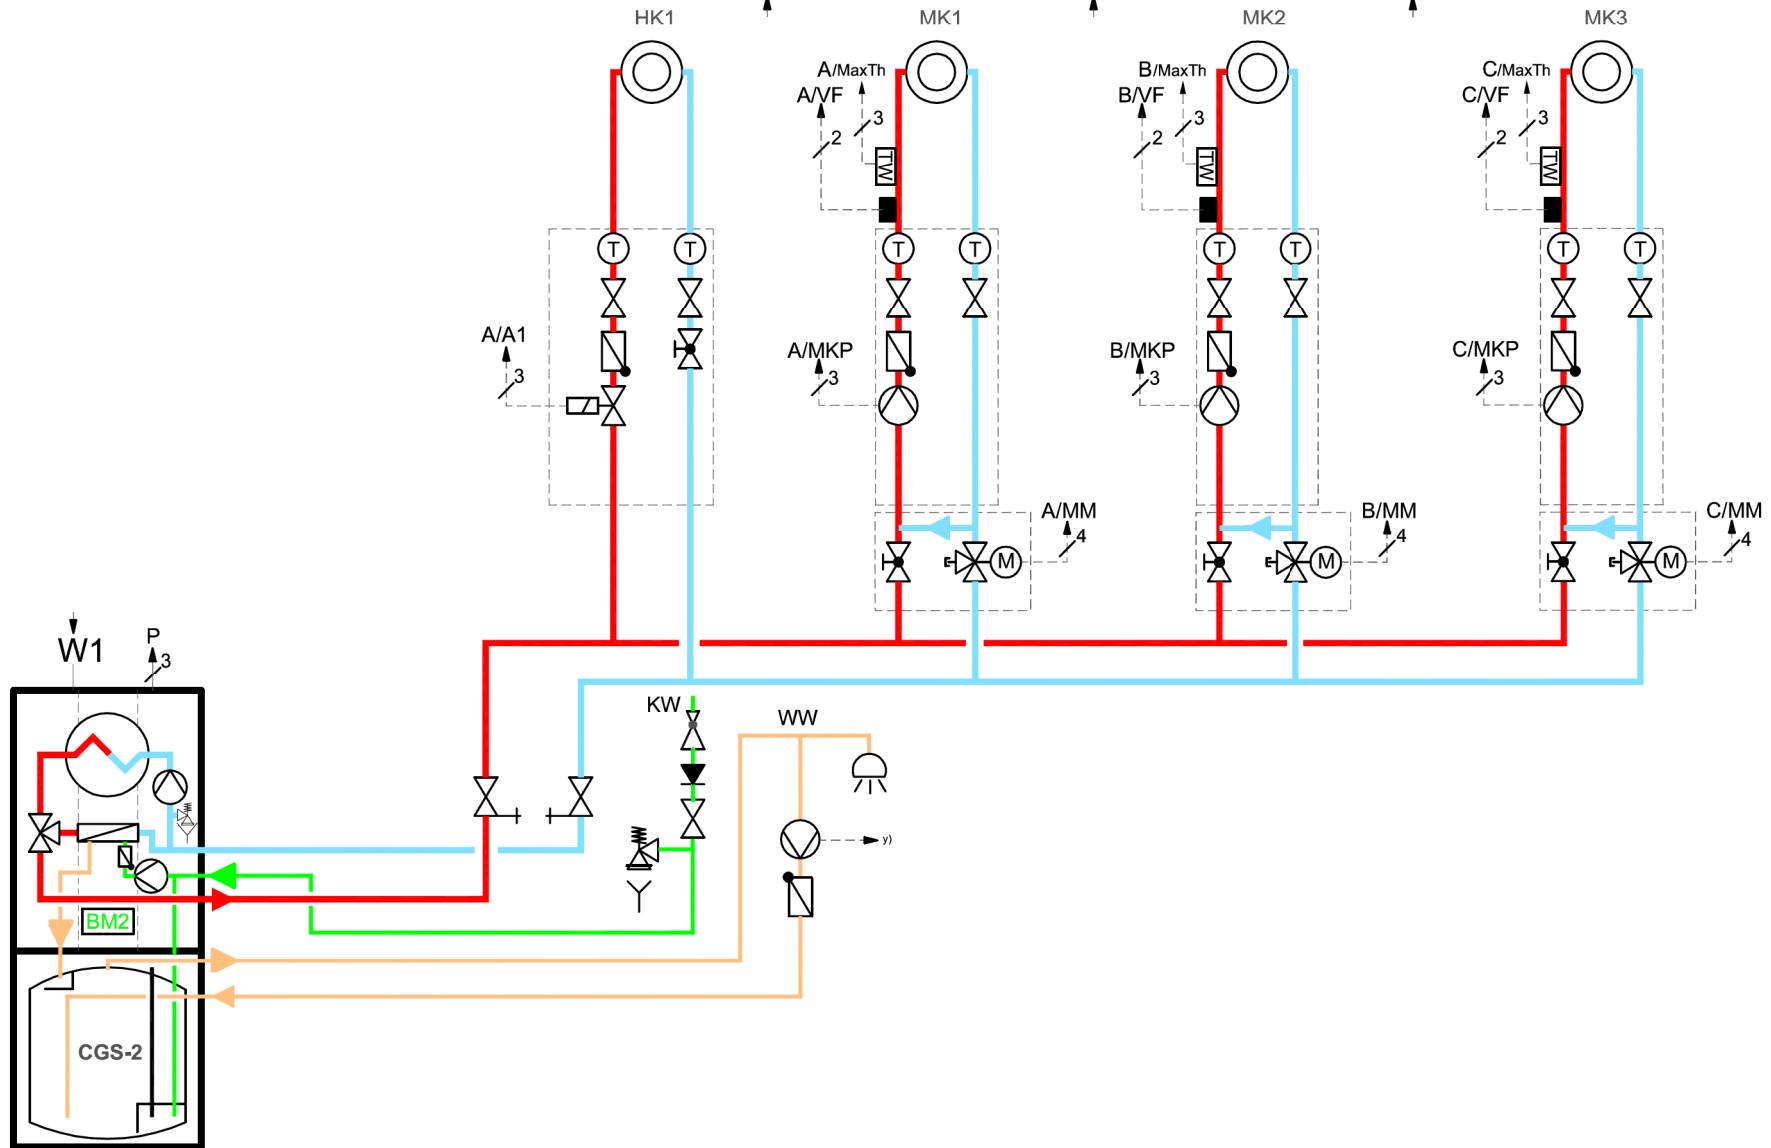 HK1 MK1 MK2 MK3
A/MaxTh B/MaxTh C/MaxTh
A/VF B/VF C/VF
3 3 3
2 2 2
TW TW TW
T T T T T T T T
A/A1 A/MKP B/MKP C/MKP
3 3 3 3
A/MM B/MM C/MM
4 4 4
M M M
W1 P
3
KW WW
y)
BM2
CGS-2